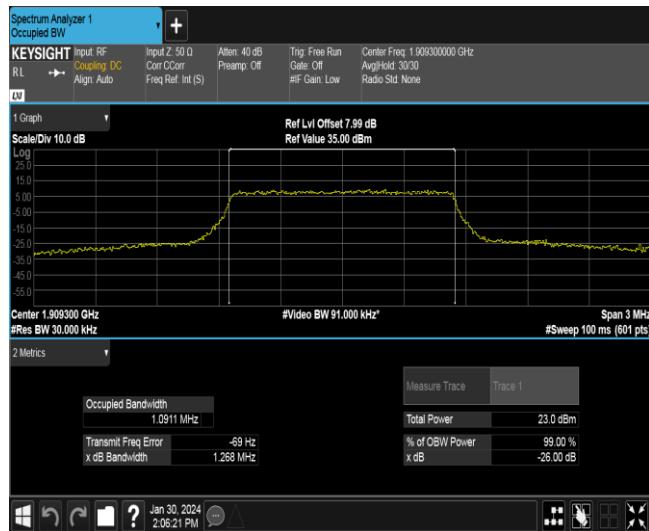 Spectrum Analyzer 1
Occupied BW
+
KEYSIGHT
RL
LXI
Input: RF
Coupling: DC
Align: Auto
Input Z: 50 Ω
Corr CCorr
Freq Ref: Int (S)
Atten: 40 dB
Preamp: Off
Trig: Free Run
Gate: Off
#IF Gain: Low
Center Freq: 1.909300000 GHz
Avg|Hold: 30/30
Radio Std: None
1 Graph
Scale/Div 10.0 dB
Ref Lvl Offset 7.99 dB
Ref Value 35.00 dBm
Log
25.0
15.0
5.00
-5.00
-15.0
-25.0
-35.0
-45.0
-55.0
Center 1.909300 GHz
#Res BW 30.000 kHz
#Video BW 91.000 kHz*
Span 3 MHz
#Sweep 100 ms (601 pts)
2 Metrics
Measure Trace Trace 1
Occupied Bandwidth
1.0911 MHz
Total Power 23.0 dBm
Transmit Freq Error -69 Hz
% of OBW Power 99.00 %
x dB Bandwidth 1.268 MHz
x dB -26.00 dB
?
Jan 30, 2024
2:06:21 PM